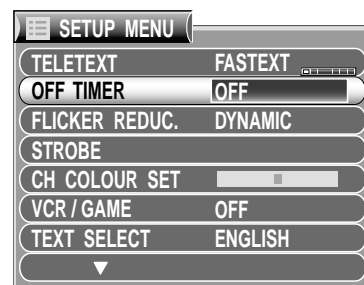 SETUP MENU
TELETEXT FASTEXT
OFF TIMER OFF
FLICKER REDUC. DYNAMIC
STROBE
CH COLOUR SET
VCR / GAME OFF
TEXT SELECT ENGLISH